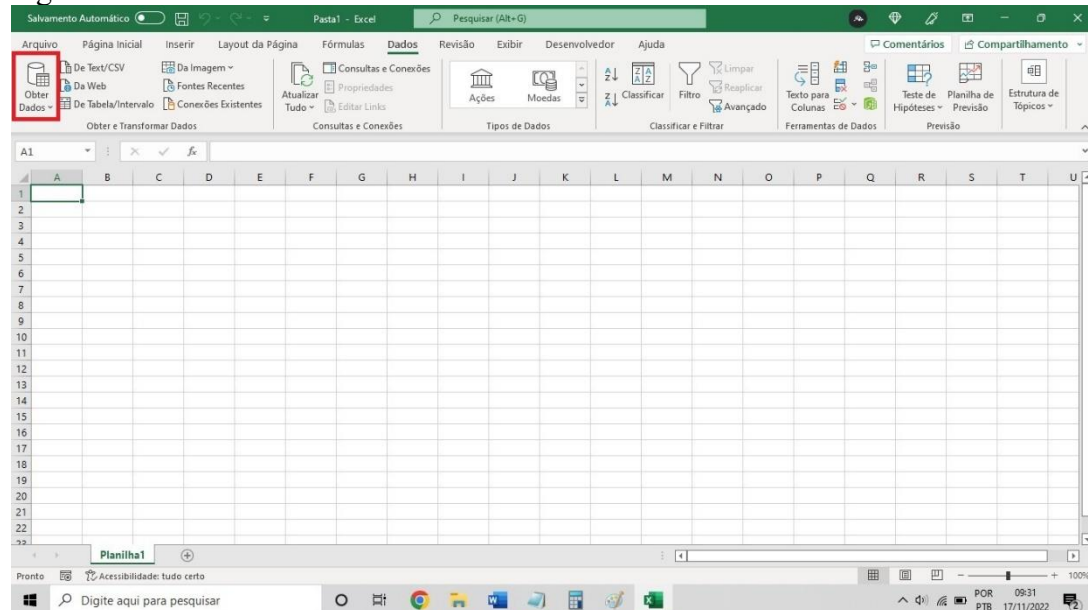 Salvamento Automático
Pasta1 - Excel
Pesquisar (Alt+G)
Arquivo Página Inicial Inserir Layout da Página Fórmulas Dados Revisão Exibir Desenvolvedor Ajuda
Comentários Compartilhamento
Obter Dados
De Text/CSV
De Web
De Tabela/Intervalo
Da Imagem
Fontes Recentes
Conexões Existentes
Obter e Transformar Dados
Atualizar Tudo
Consultas e Conexões
Propriedades
Editar Links
Consultas e Conexões
Ações
Moedas
Tipos de Dados
Classificar
Filtro
Limpar
Reaplicar
Avançado
Classificar e Filtrar
Texto para Colunas
Ferramentas de Dados
Teste de Hipóteses
Planilha de Previsão
Previsão
Estrutura de Tópicos
A1
fx
A B C D E F G H I J K L M N O P Q R S T U
1
2
3
4
5
6
7
8
9
10
11
12
13
14
15
16
17
18
19
20
21
22
23
Planilha1
Pronto
Acessibilidade: tudo certo
100%
Digite aqui para pesquisar
POR
PTB
09:31
17/11/2022